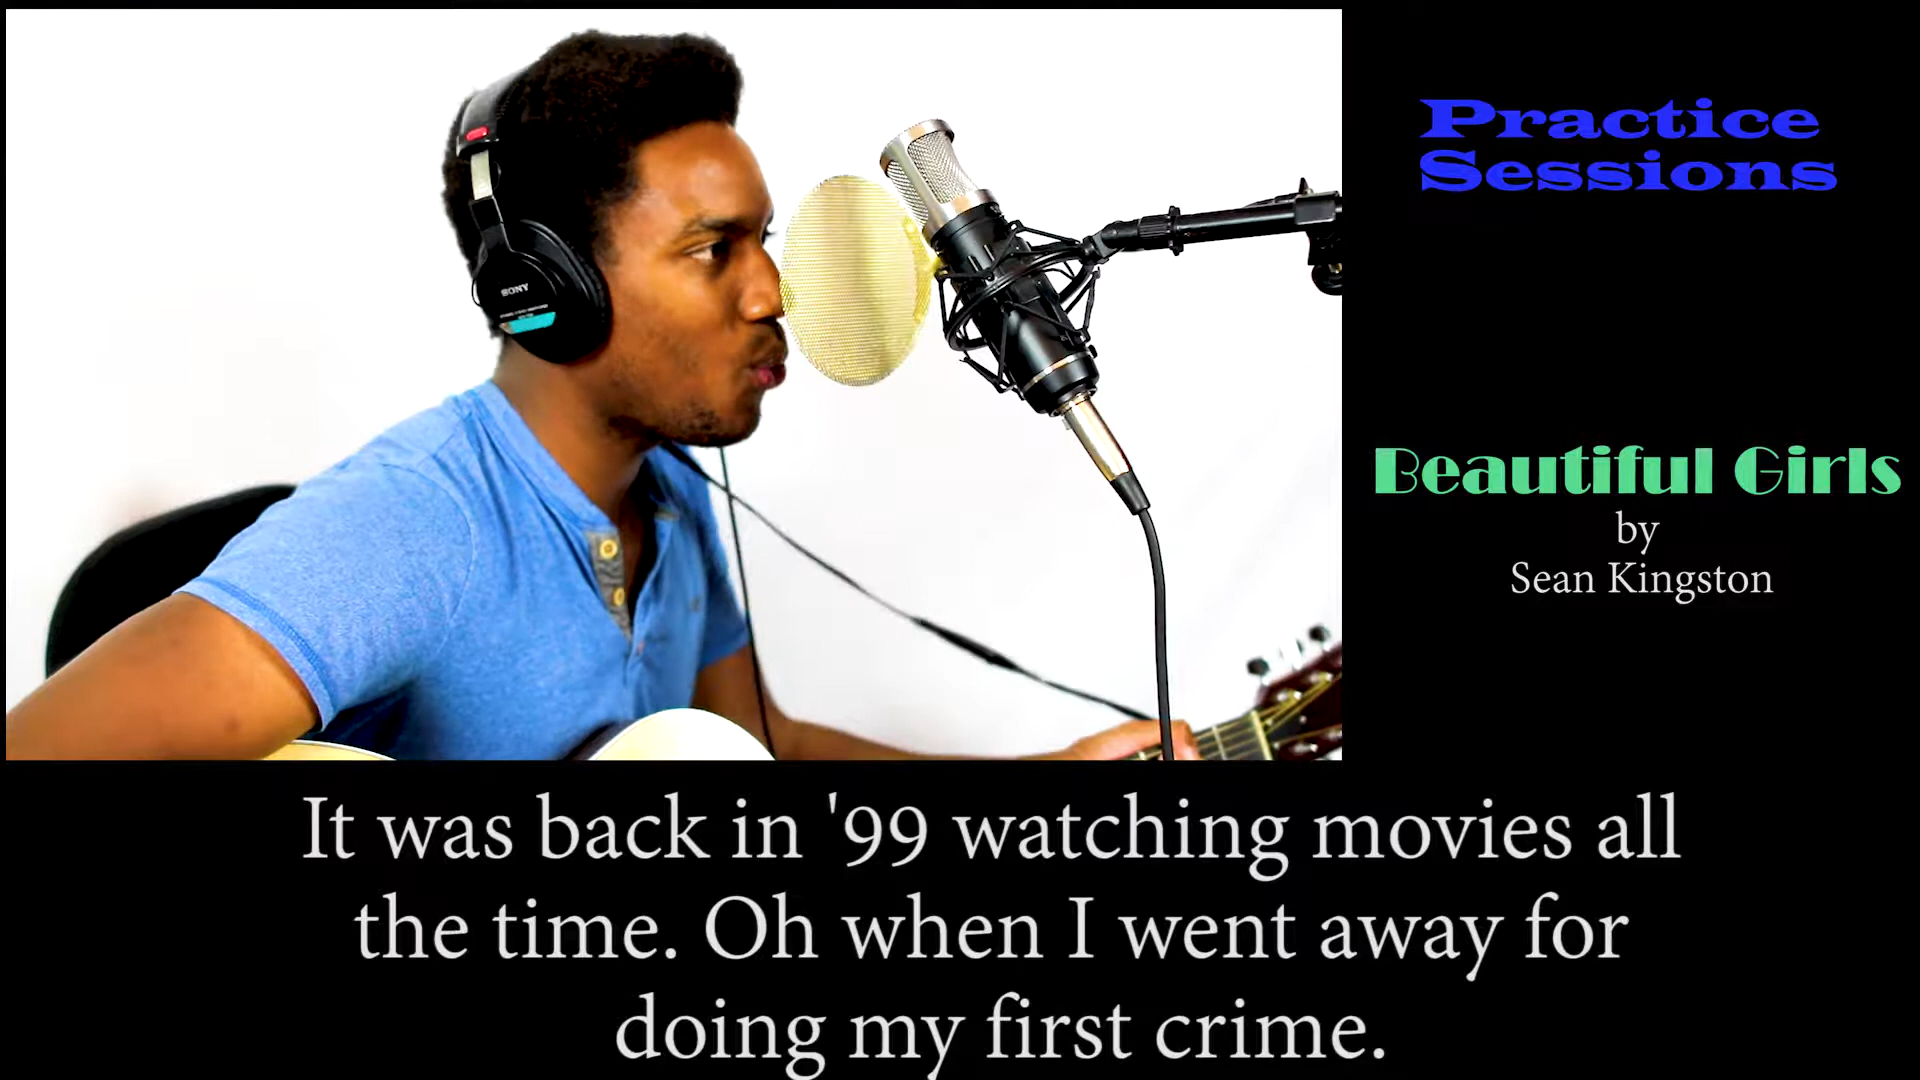 Practice
Sessions
Beautiful Girls
by
Sean Kingston
SONY
It was back in '99 watching movies all
the time. Oh when I went away for
doing my first crime.